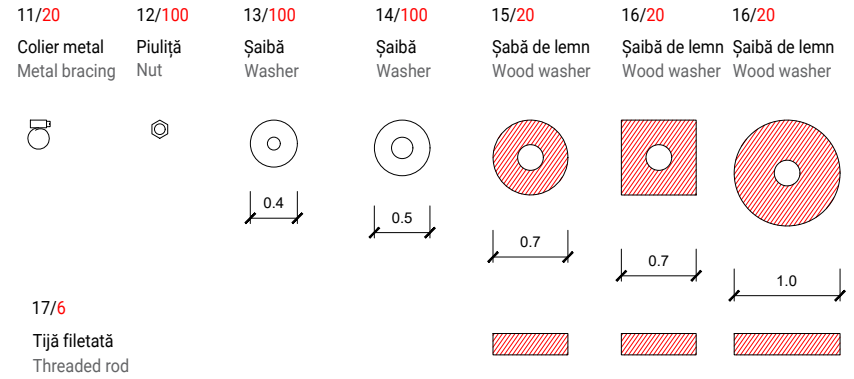 11/20
Colier metal
Metal bracing
12/100
Piuliță
Nut
13/100
Șaibă
Washer
14/100
Șaibă
Washer
15/20
Șabă de lemn
Wood washer
16/20
Șaibă de lemn
Wood washer
16/20
Șaibă de lemn
Wood washer
0.4
0.5
0.7
0.7
1.0
17/6
Tijă filetată
Threaded rod